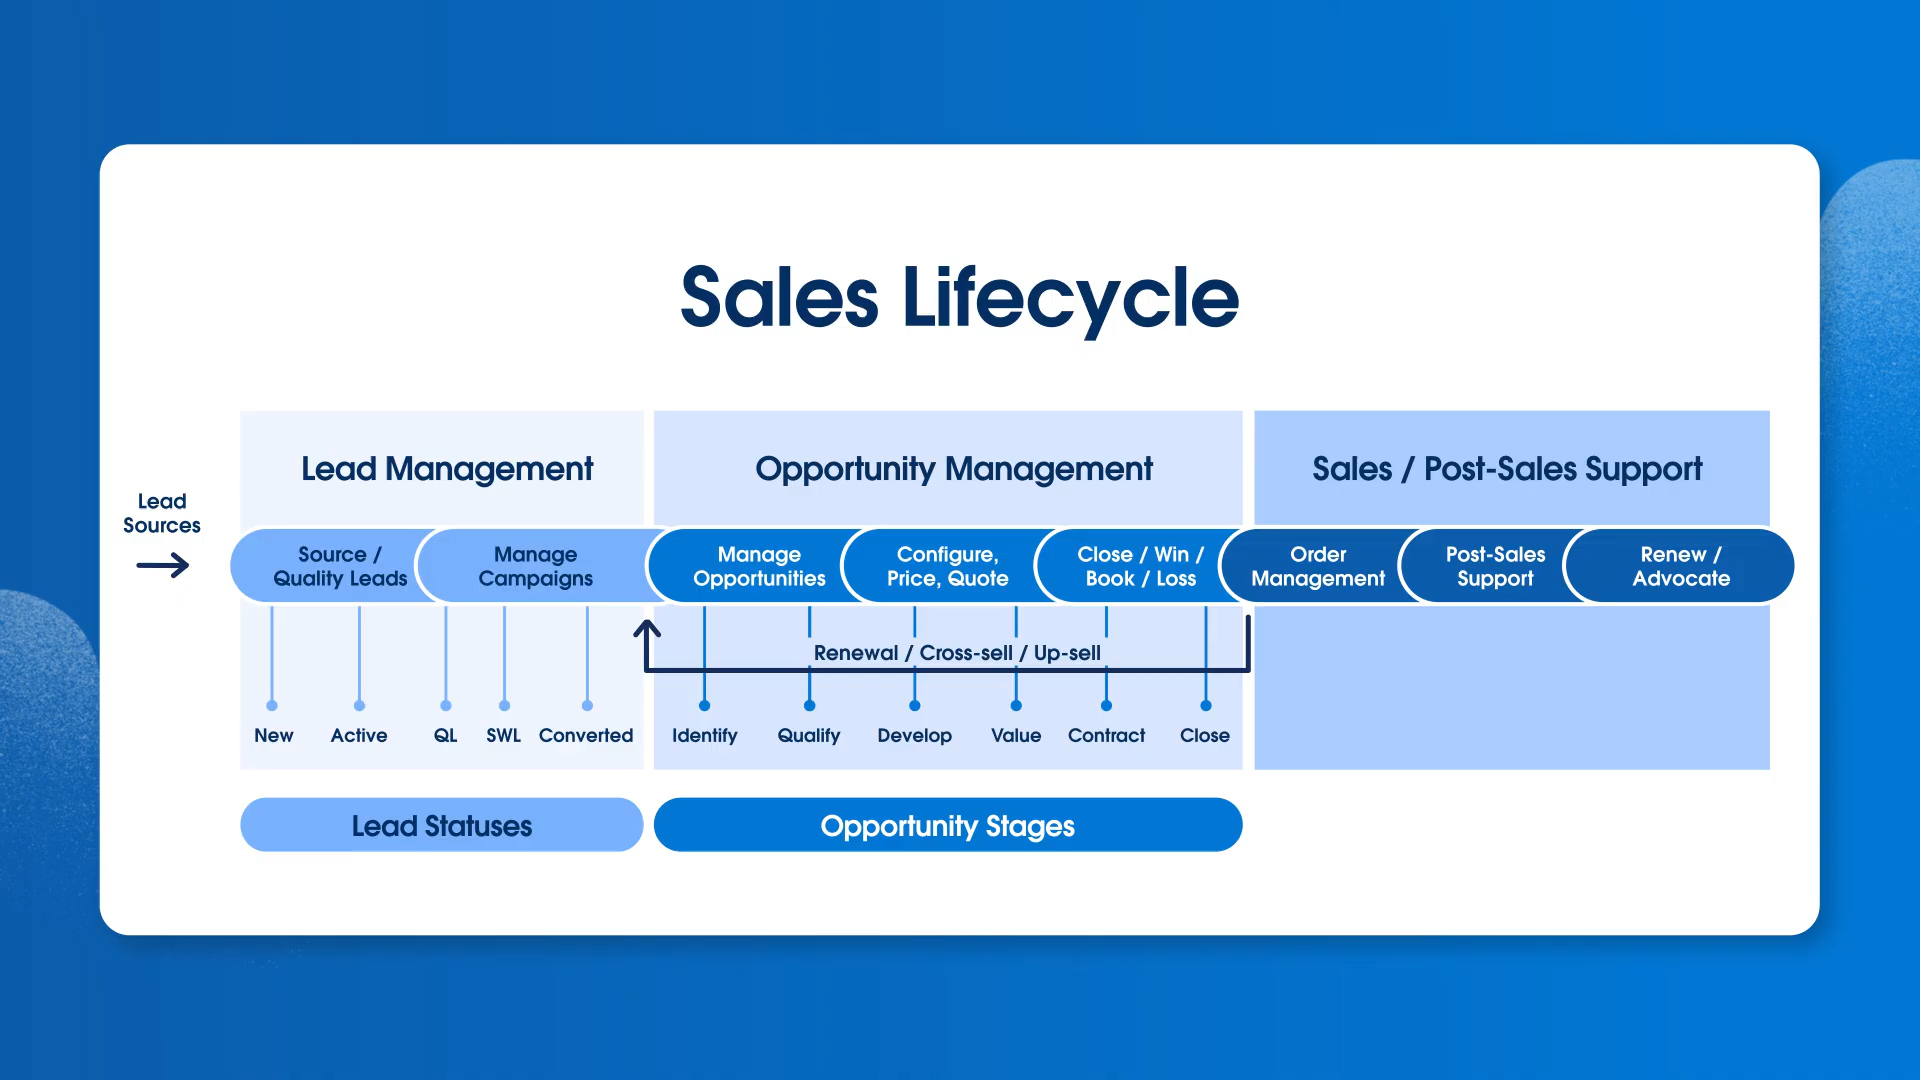 Sales Lifecycle
Lead Management
Opportunity Management
Sales / Post-Sales Support
Lead
Sources
Source /
Quality Leads
Manage
Campaigns
Manage
Opportunities
Configure,
Price, Quote
Close / Win /
Book / Loss
Order
Management
Post-Sales
Support
Renew /
Advocate
Renewal / Cross-sell / Up-sell
New
Active
QL
SWL
Converted
Identify
Qualify
Develop
Value
Contract
Close
Lead Statuses
Opportunity Stages